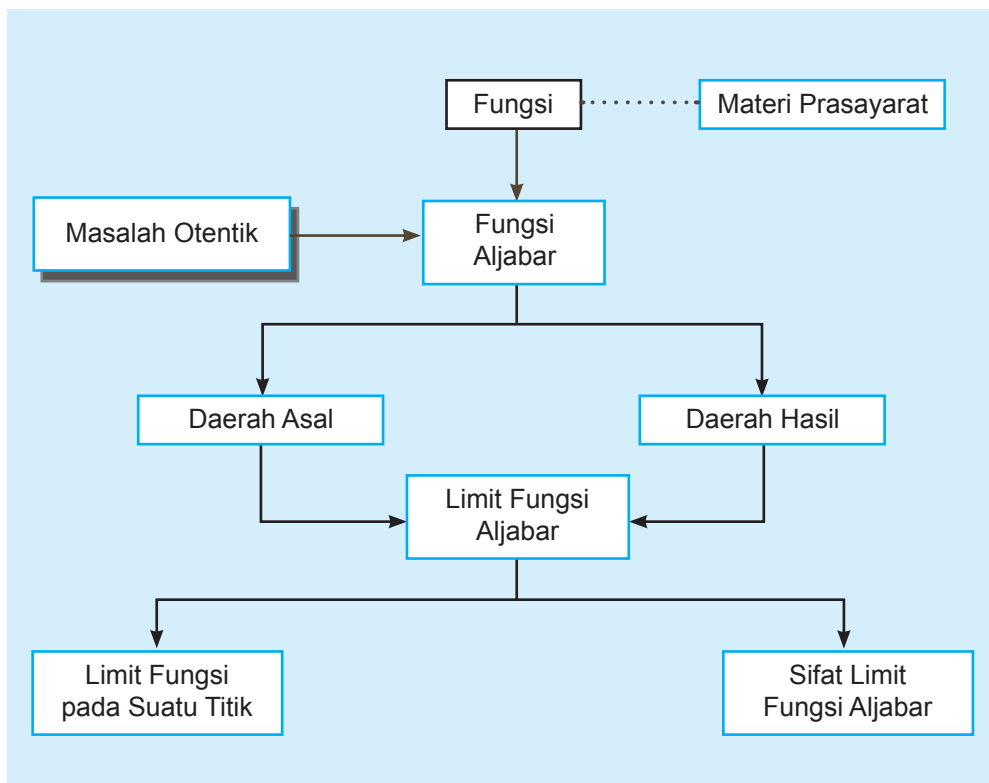 Fungsi
Materi Prasayarat
Masalah Otentik
Fungsi
Aljabar
Daerah Asal
Daerah Hasil
Limit Fungsi
Aljabar
Limit Fungsi
pada Suatu Titik
Sifat Limit
Fungsi Aljabar